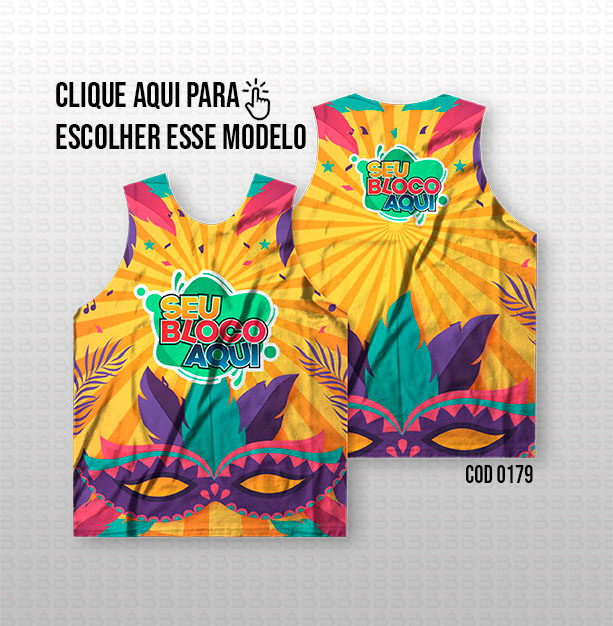 CLIQUE AQUI PARA
ESCOLHER ESSE MODELO
SEU
BLOCO
AQUI
SEU
BLOCO
AQUI
COD 0179